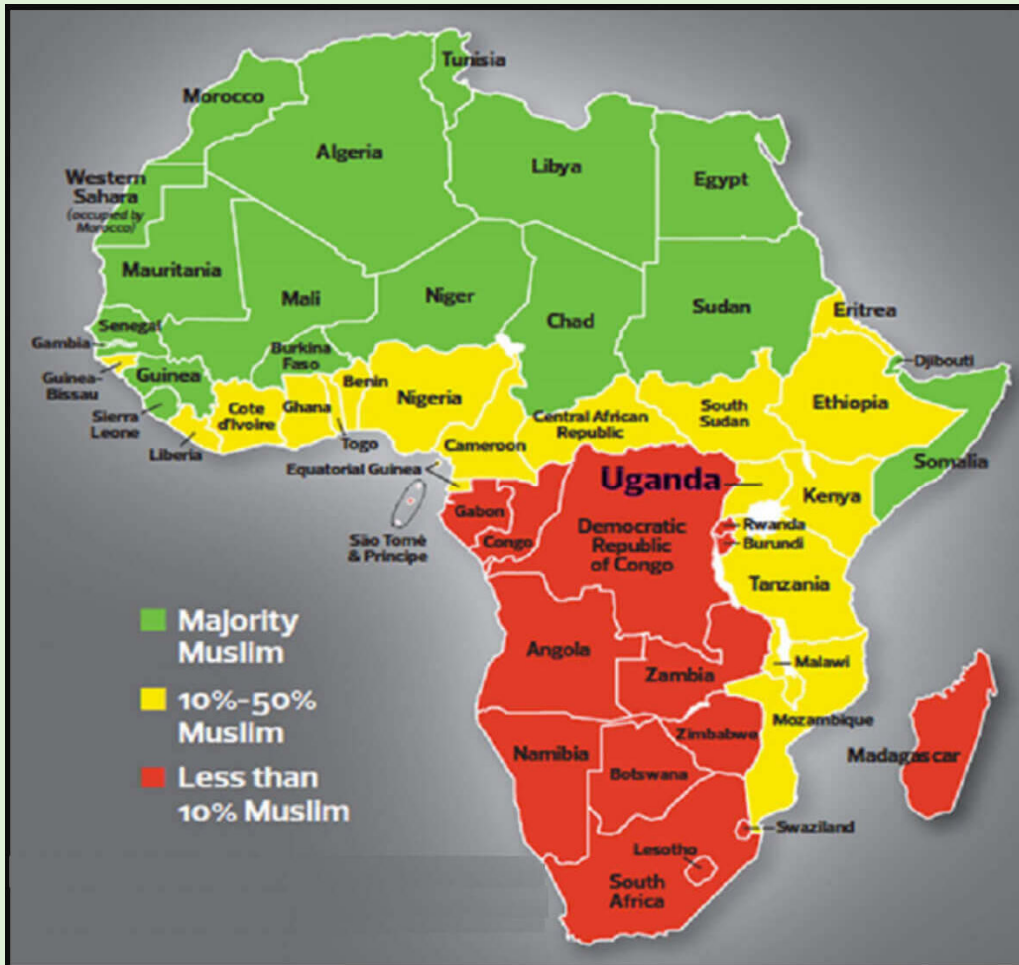 Tunisia
Morocco
Algeria
Libya
Egypt
Western
Sahara
(occupied by
Morocco)
Mauritania
Mali
Niger
Chad
Sudan
Eritrea
Senegal
Gambia
Burkina
Faso
Djibouti
Guinea-
Bissau
Guinea
Benin
Nigeria
Ethiopia
Sierra
Leone
Cote
d'Ivoire
Ghana
Central African
Republic
South
Sudan
Liberia
Togo
Cameroon
Somalia
Equatorial Guinea
Uganda
Kenya
Gabon
Congo
Democratic
Republic
of Congo
Rwanda
Burundi
São Tomé
& Principe
Tanzania
Majority
Muslim
Angola
Malawi
Zambia
10%-50%
Muslim
Mozambique
Zimbabwe
Namibia
Madagascar
Less than
10% Muslim
Botswana
Swaziland
Lesotho
South
Africa